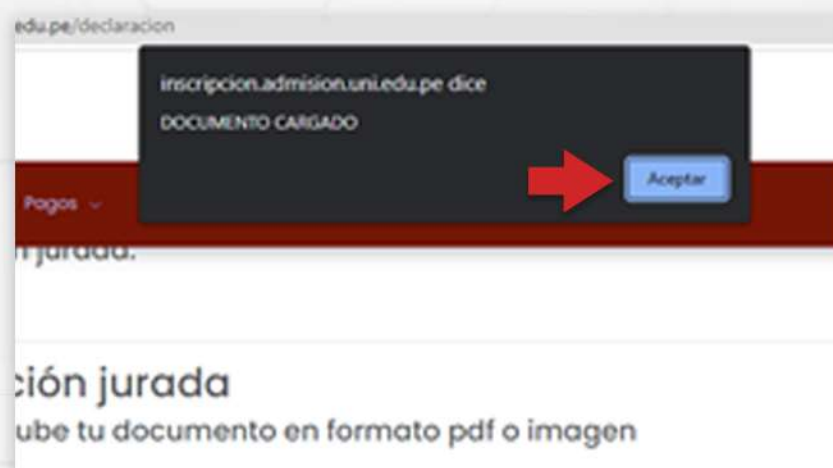 edu.pe/declaracion
inscripcion.admision.uni.edu.pe dice
DOCUMENTO CARGADO
Aceptar
Pagos
n jurada.
ción jurada
ube tu documento en formato pdf o imagen